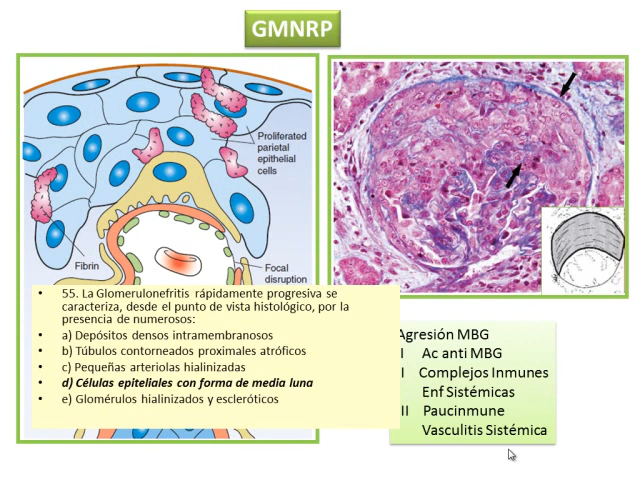 GMNRP
Proliferated
parietal
epithelial
cells
Fibrin
Focal
disruption
• 55. La Glomerulonefritis rápidamente progresiva se
caracteriza, desde el punto de vista histológico, por la
presencia de numerosos:
• a) Depósitos densos intramembranosos
• b) Túbulos contorneados proximales atróficos
• c) Pequeñas arteriolas hialinizadas
• d) Células epiteliales con forma de media luna
• e) Glomérulos hialinizados y escleróticos
Agresión MBG
I Ac anti MBG
I Complejos Inmunes
Enf Sistémicas
II Paucinmune
Vasculitis Sistémica